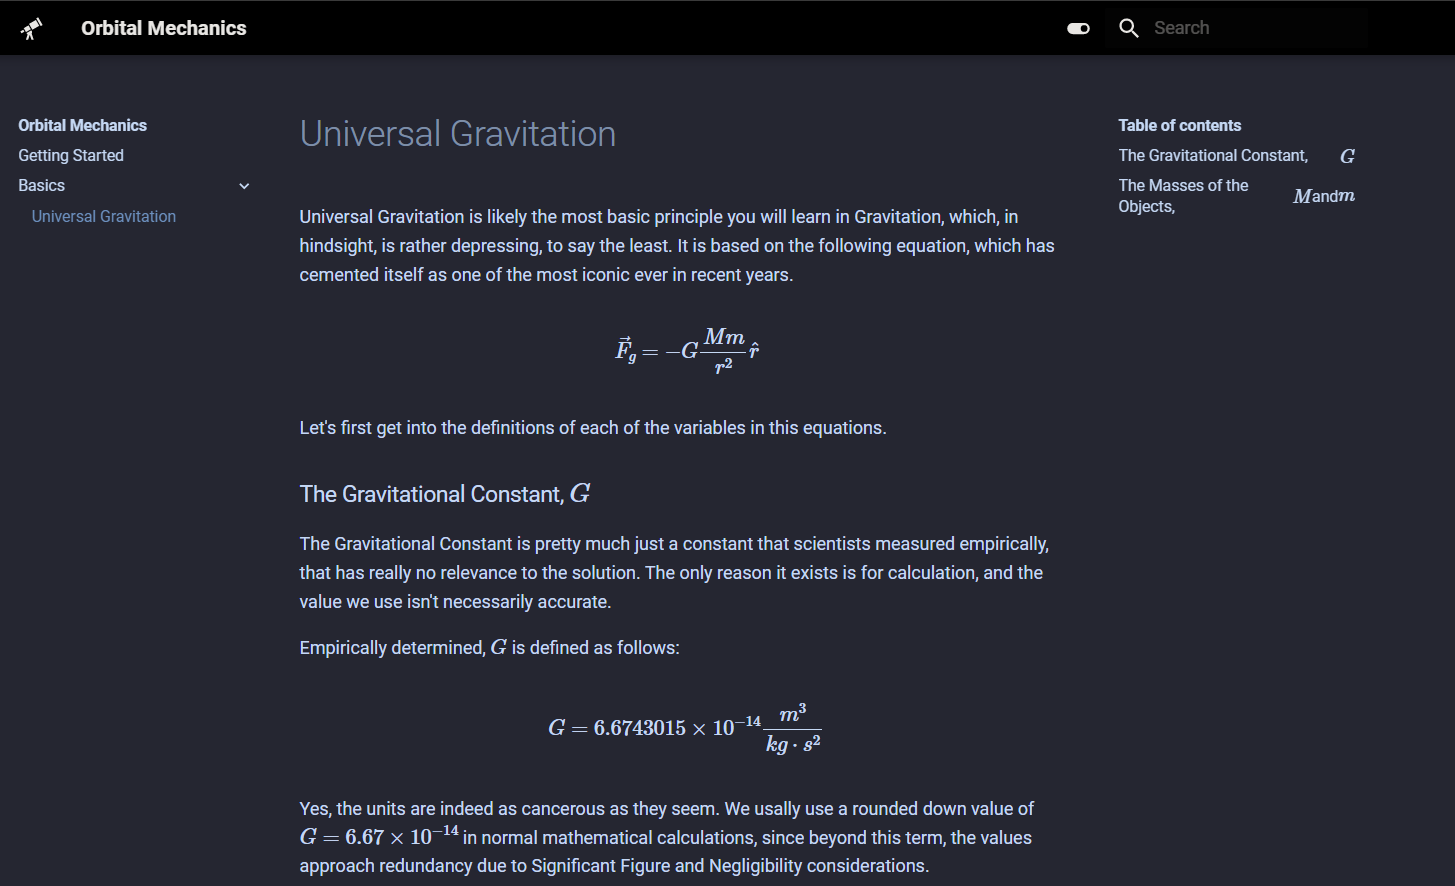 Orbital Mechanics
Search
Orbital Mechanics
Getting Started
Basics
Universal Gravitation
Universal Gravitation
Universal Gravitation is likely the most basic principle you will learn in Gravitation, which, in
hindsight, is rather depressing, to say the least. It is based on the following equation, which has
cemented itself as one of the most iconic ever in recent years.
$\vec{F}_g = -G\frac{Mm}{r^2}\hat{r}$
Let's first get into the definitions of each of the variables in this equations.
The Gravitational Constant, G
The Gravitational Constant is pretty much just a constant that scientists measured empirically,
that has really no relevance to the solution. The only reason it exists is for calculation, and the
value we use isn't necessarily accurate.
Empirically determined, G is defined as follows:
$G = 6.6743015 \times 10^{-14}\frac{m^3}{kg \cdot s^2}$
Yes, the units are indeed as cancerous as they seem. We usally use a rounded down value of
$G = 6.67 \times 10^{-14}$ in normal mathematical calculations, since beyond this term, the values
approach redundancy due to Significant Figure and Negligibility considerations.
Table of contents
The Gravitational Constant, G
The Masses of the
Objects, M and m